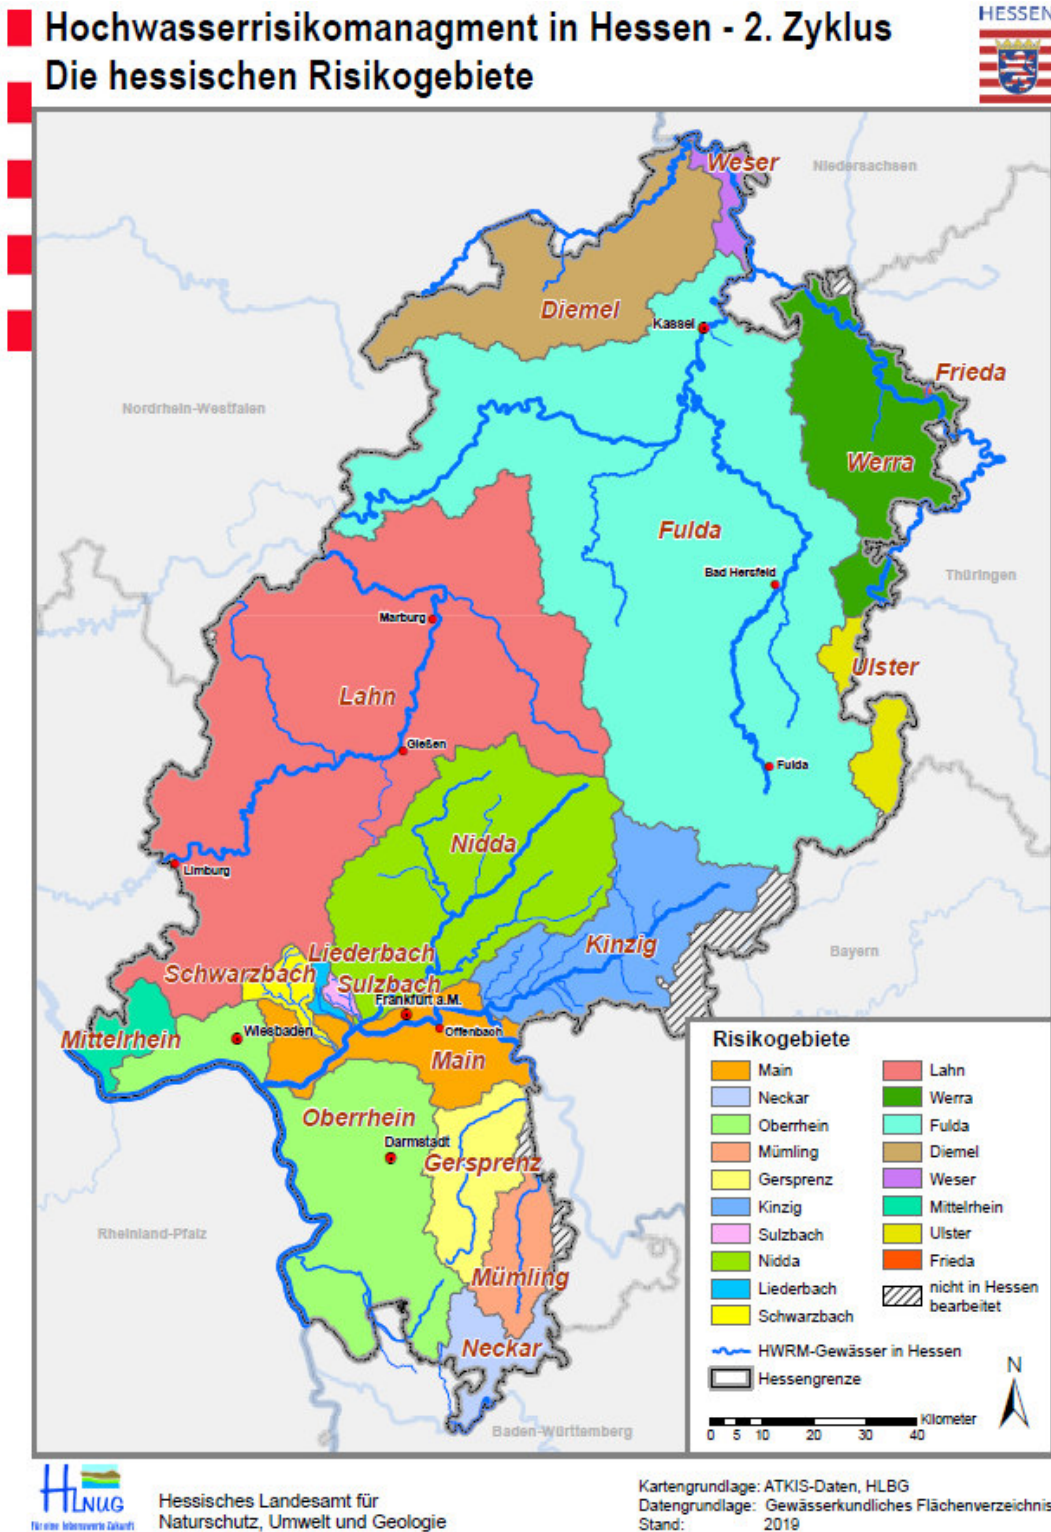 Hochwasserrisikomanagment in Hessen - 2. Zyklus
Die hessischen Risikogebiete
HESSEN
Weser
Niedersachsen
Diemel
Kassel
Frieda
Nordrhein-Westfalen
Werra
Fulda
Bad Hersfeld
Thüringen
Marburg
Ulster
Lahn
Gießen
Fulda
Nidda
Limburg
Kinzig
Bayern
Liederbach
Schwarzbach
Sulzbach
Frankfurt a.M.
Wiesbaden
Offenbach
Mittelrhein
Main
Oberrhein
Darmstadt
Gersprenz
Rheinland-Pfalz
Mümling
Neckar
Baden-Württemberg
Risikogebiete
Main
Neckar
Oberrhein
Mümling
Gersprenz
Kinzig
Sulzbach
Nidda
Liederbach
Schwarzbach
Lahn
Werra
Fulda
Diemel
Weser
Mittelrhein
Ulster
Frieda
nicht in Hessen
bearbeitet
HWRM-Gewässer in Hessen
Hessengrenze
N
Kilometer
0 5 10 20 30 40
HLNUG
Für eine lebenswerte Zukunft
Hessisches Landesamt für
Naturschutz, Umwelt und Geologie
Kartengrundlage: ATKIS-Daten, HLBG
Datengrundlage: Gewässerkundliches Flächenverzeichnis
Stand: 2019